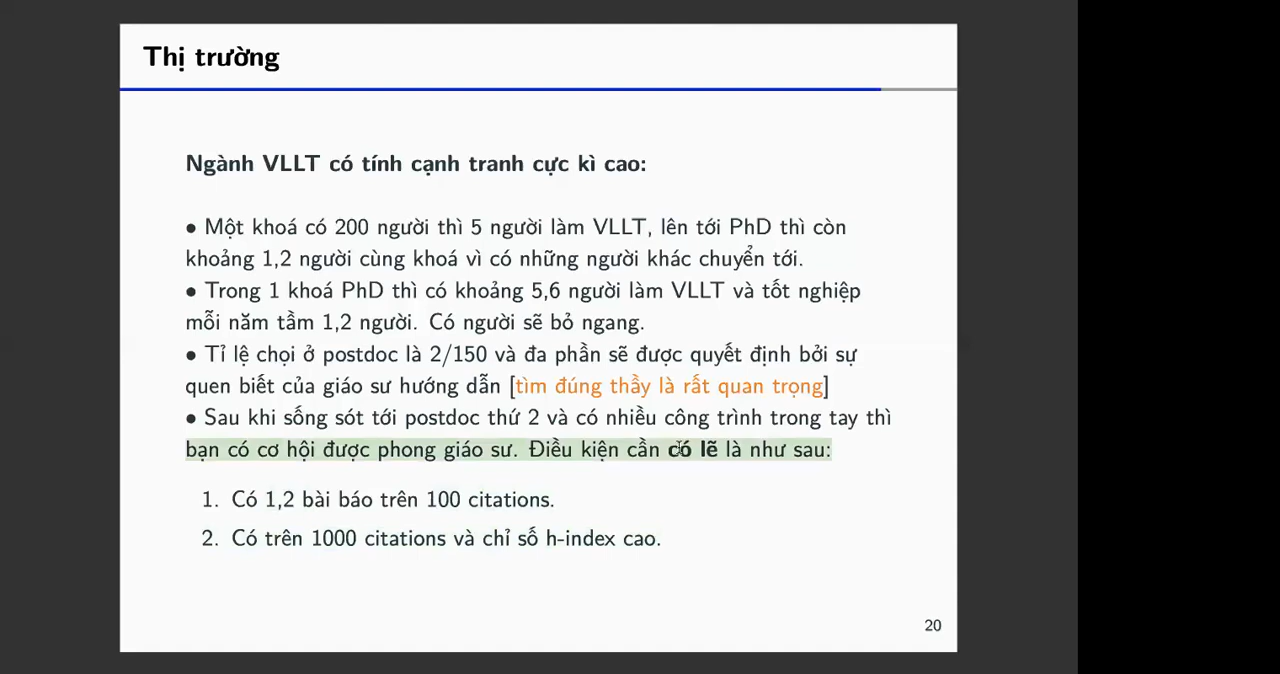 Thị trường
Ngành VLLT có tính cạnh tranh cực kì cao:
• Một khoá có 200 người thì 5 người làm VLLT, lên tới PhD thì còn
khoảng 1,2 người cùng khoá vì có những người khác chuyển tới.
• Trong 1 khoá PhD thì có khoảng 5,6 người làm VLLT và tốt nghiệp
mỗi năm tầm 1,2 người. Có người sẽ bỏ ngang.
• Tỉ lệ chọi ở postdoc là 2/150 và đa phần sẽ được quyết định bởi sự
quen biết của giáo sư hướng dẫn [tìm đúng thầy là rất quan trọng]
• Sau khi sống sót tới postdoc thứ 2 và có nhiều công trình trong tay thì
bạn có cơ hội được phong giáo sư. Điều kiện cần có lẽ là như sau:
1. Có 1,2 bài báo trên 100 citations.
2. Có trên 1000 citations và chỉ số h-index cao.
20